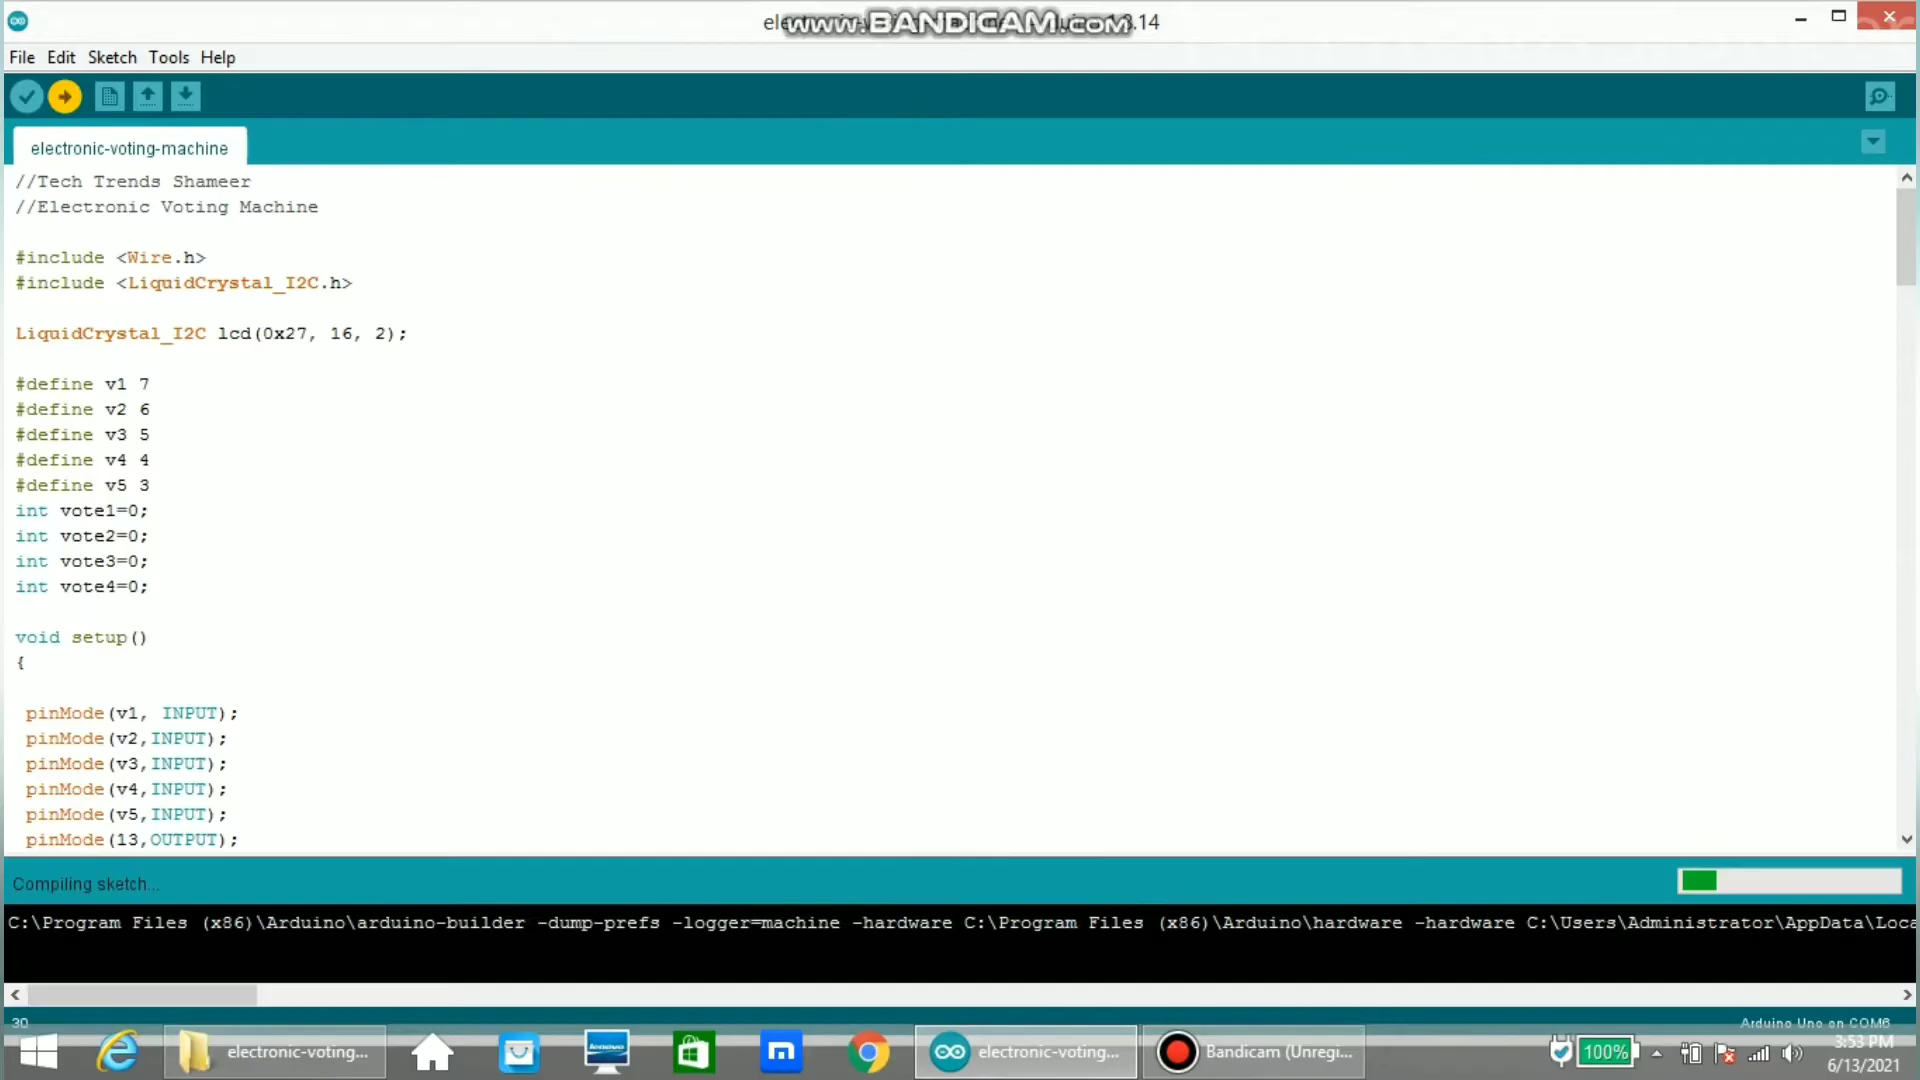 www.BANDICAM.com
File Edit Sketch Tools Help
electronic-voting-machine
//Tech Trends Shameer
//Electronic Voting Machine
#include <Wire.h>
#include <LiquidCrystal_I2C.h>
LiquidCrystal_I2C lcd(0x27, 16, 2);
#define v1 7
#define v2 6
#define v3 5
#define v4 4
#define v5 3
int vote1=0;
int vote2=0;
int vote3=0;
int vote4=0;
void setup()
{
pinMode(v1, INPUT);
pinMode(v2,INPUT);
pinMode(v3,INPUT);
pinMode(v4,INPUT);
pinMode(v5,INPUT);
pinMode(13,OUTPUT);
Compiling sketch...
C:\Program Files (x86)\Arduino\arduino-builder -dump-prefs -logger=machine -hardware C:\Program Files (x86)\Arduino\hardware -hardware C:\Users\Administrator\AppData\Loca
30
Arduino Uno on COM6
electronic-voting... lenovo m electronic-voting... Bandicam (Unregi... 100% 3:53 PM
6/13/2021